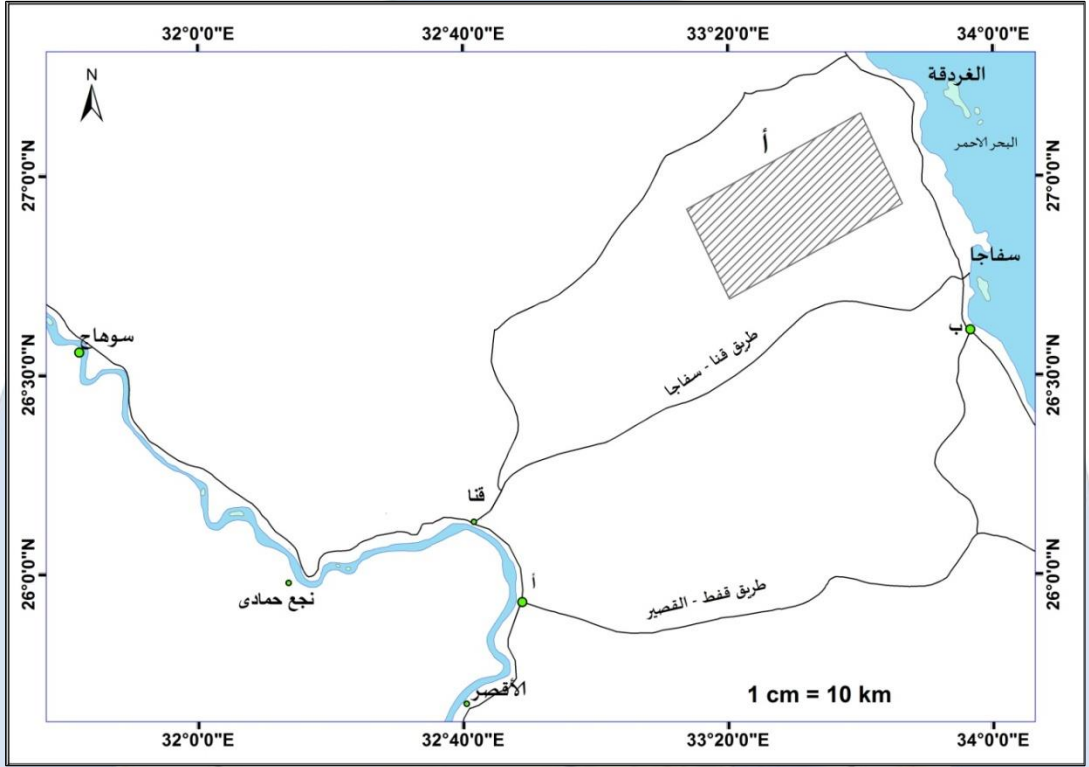 32°0'0"E 32°40'0"E 33°20'0"E 34°0'0"E
N
الغردقة
البحر الاحمر
أ
27°0'0"N 27°0'0"N
سفاجا
ب
سوهاج
طريق قنا - سفاجا
26°30'0"N 26°30'0"N
قنا
أ
26°0'0"N 26°0'0"N
نجع حمادى
طريق قفط - القصير
الأقصر
1 cm = 10 km
32°0'0"E 32°40'0"E 33°20'0"E 34°0'0"E